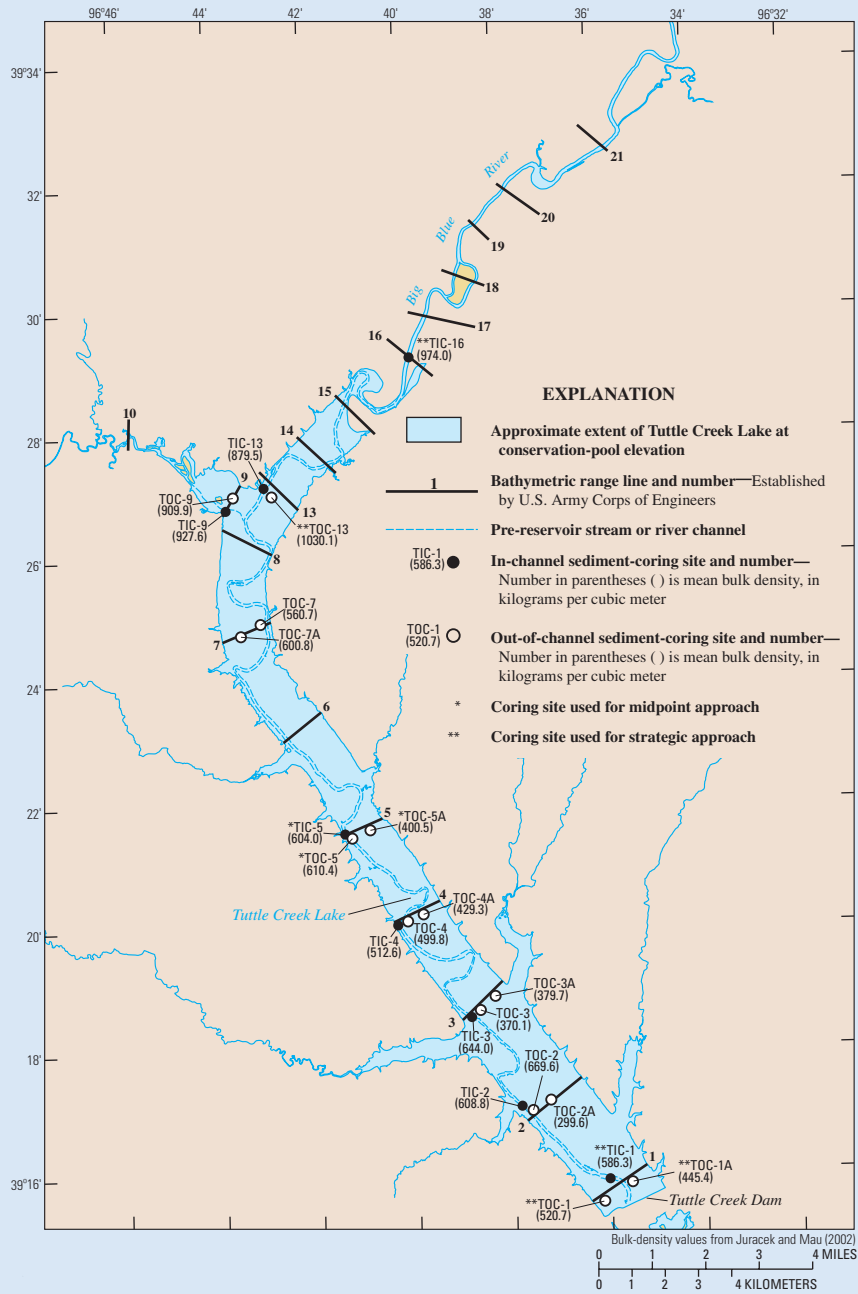 96°46' 44' 42' 40' 38' 36' 34' 96°32'
39°34'
21
River
32'
20
Blue
19
18
Big
30'
17
16
**TIC-16
(974.0)
15
EXPLANATION
10
14
28'
TIC-13
(879.5)
Approximate extent of Tuttle Creek Lake at
conservation-pool elevation
9
TOC-9
(909.9)
1
Bathymetric range line and number—Established
by U.S. Army Corps of Engineers
13
TIC-9
(927.6)
**TOC-13
(1030.1)
Pre-reservoir stream or river channel
8
26'
TIC-1
(586.3)
In-channel sediment-coring site and number—
Number in parentheses ( ) is mean bulk density, in
kilograms per cubic meter
TOC-7
(560.7)
7
TOC-7A
(600.8)
TOC-1
(520.7)
Out-of-channel sediment-coring site and number—
Number in parentheses ( ) is mean bulk density, in
kilograms per cubic meter
24'
6
* Coring site used for midpoint approach
** Coring site used for strategic approach
22'
5
*TIC-5
(604.0)
*TOC-5A
(400.5)
*TOC-5
(610.4)
4
Tuttle Creek Lake
TOC-4A
(429.3)
TOC-4
(499.8)
20'
TIC-4
(512.6)
TOC-3A
(379.7)
3
TOC-3
(370.1)
TIC-3
(644.0)
18'
TOC-2
(669.6)
TIC-2
(608.8)
TOC-2A
(299.6)
2
**TIC-1
(586.3)
1
**TOC-1A
(445.4)
39°16'
**TOC-1
(520.7)
Tuttle Creek Dam
Bulk-density values from Juracek and Mau (2002)
0 1 2 3 4 MILES
0 1 2 3 4 KILOMETERS